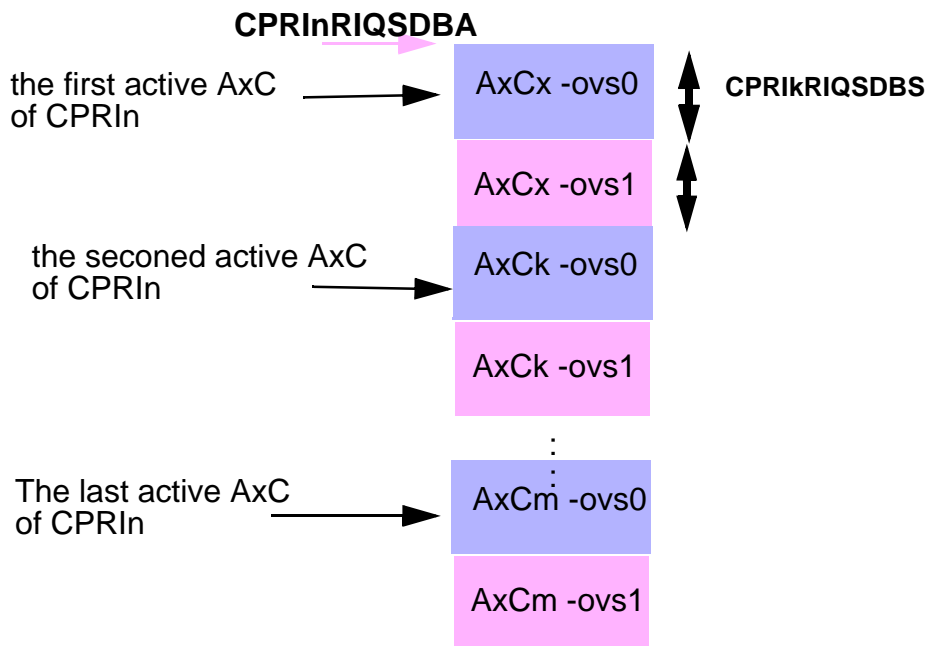 CPRInRIQSDBA
the first active AxC
of CPRIn
AxCx -ovs0
CPRIkRIQSDBS
AxCx -ovs1
the seconed active AxC
of CPRIn
AxCk -ovs0
AxCk -ovs1
The last active AxC
of CPRIn
AxCm -ovs0
AxCm -ovs1